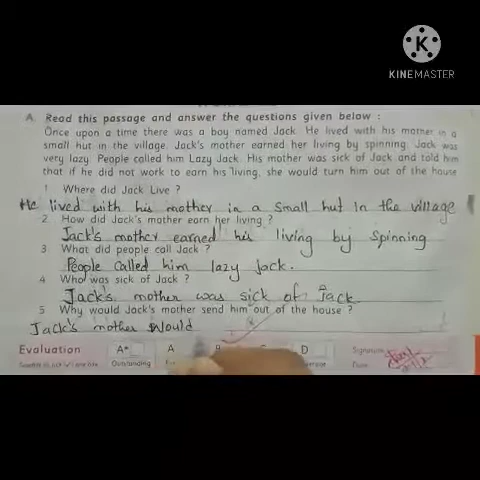 KINEMASTER
A. Read this passage and answer the questions given below :
Once upon a time there was a boy named Jack. He lived with his mother in a
small hut in the village. Jack's mother earned her living by spinning. Jack was
very lazy. People called him Lazy Jack. His mother was sick of Jack and told him
that if he did not work to earn his living, she would turn him out of the house
1 Where did Jack Live ?
He lived with his mother in a small hut in the village
2. How did Jack's mother earn her living ?
Jack's mother earned his living by spinning
3. What did people call Jack ?
People called him lazy Jack.
4 Who was sick of Jack ?
Jack's mother was sick of Jack
5 Why would Jack's mother send him out of the house ?
Jack's mother would
Evaluation A+ A B D Signature
Outstanding Date